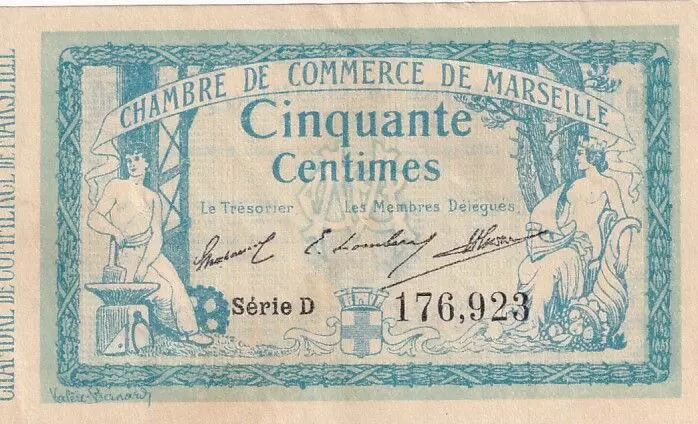 CHAMBRE DE COMMERCE DE MARSEILLE
CHAMBRE DE COMMERCE DE MARSEILLE
Cinquante
Centimes
Le Trésorier Les Membres Délégués,
Série D 176,923